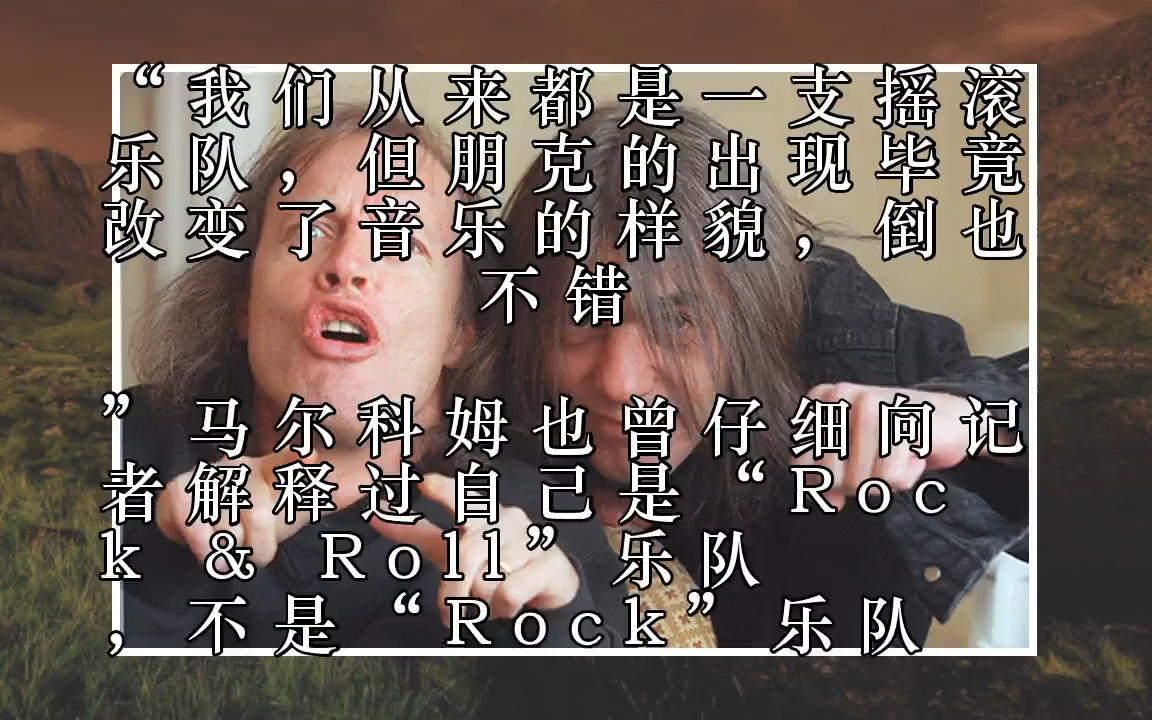 “我们从来都是一支摇滚
乐队，但朋克的出现毕竟
改变了音乐的样貌，倒也
不错
”马尔科姆也曾仔细向记
者解释过自己是“Roc
k & Roll”乐队
，不是“Rock”乐队